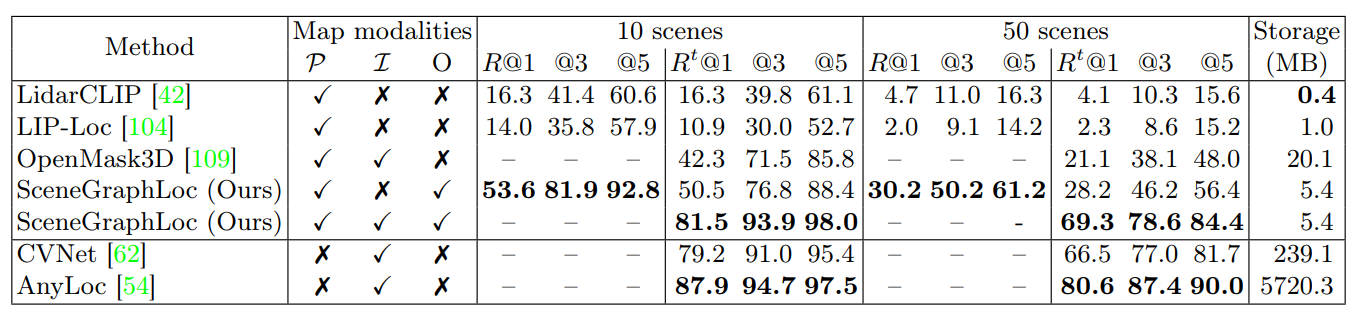 Method Map modalities 10 scenes 50 scenes Storage
𝒫 ℐ O R@1 @3 @5 Rᵗ@1 @3 @5 R@1 @3 @5 Rᵗ@1 @3 @5 (MB)
LidarCLIP [42] ✓ ✗ ✗ 16.3 41.4 60.6 16.3 39.8 61.1 4.7 11.0 16.3 4.1 10.3 15.6 0.4
LIP-Loc [104] ✓ ✗ ✗ 14.0 35.8 57.9 10.9 30.0 52.7 2.0 9.1 14.2 2.3 8.6 15.2 1.0
OpenMask3D [109] ✓ ✓ ✗ – – – 42.3 71.5 85.8 – – – 21.1 38.1 48.0 20.1
SceneGraphLoc (Ours) ✓ ✗ ✓ 53.6 81.9 92.8 50.5 76.8 88.4 30.2 50.2 61.2 28.2 46.2 56.4 5.4
SceneGraphLoc (Ours) ✓ ✓ ✓ – – – 81.5 93.9 98.0 – – - 69.3 78.6 84.4 5.4
CVNet [62] ✗ ✓ ✗ – – – 79.2 91.0 95.4 – – – 66.5 77.0 81.7 239.1
AnyLoc [54] ✗ ✓ ✗ – – – 87.9 94.7 97.5 – – – 80.6 87.4 90.0 5720.3